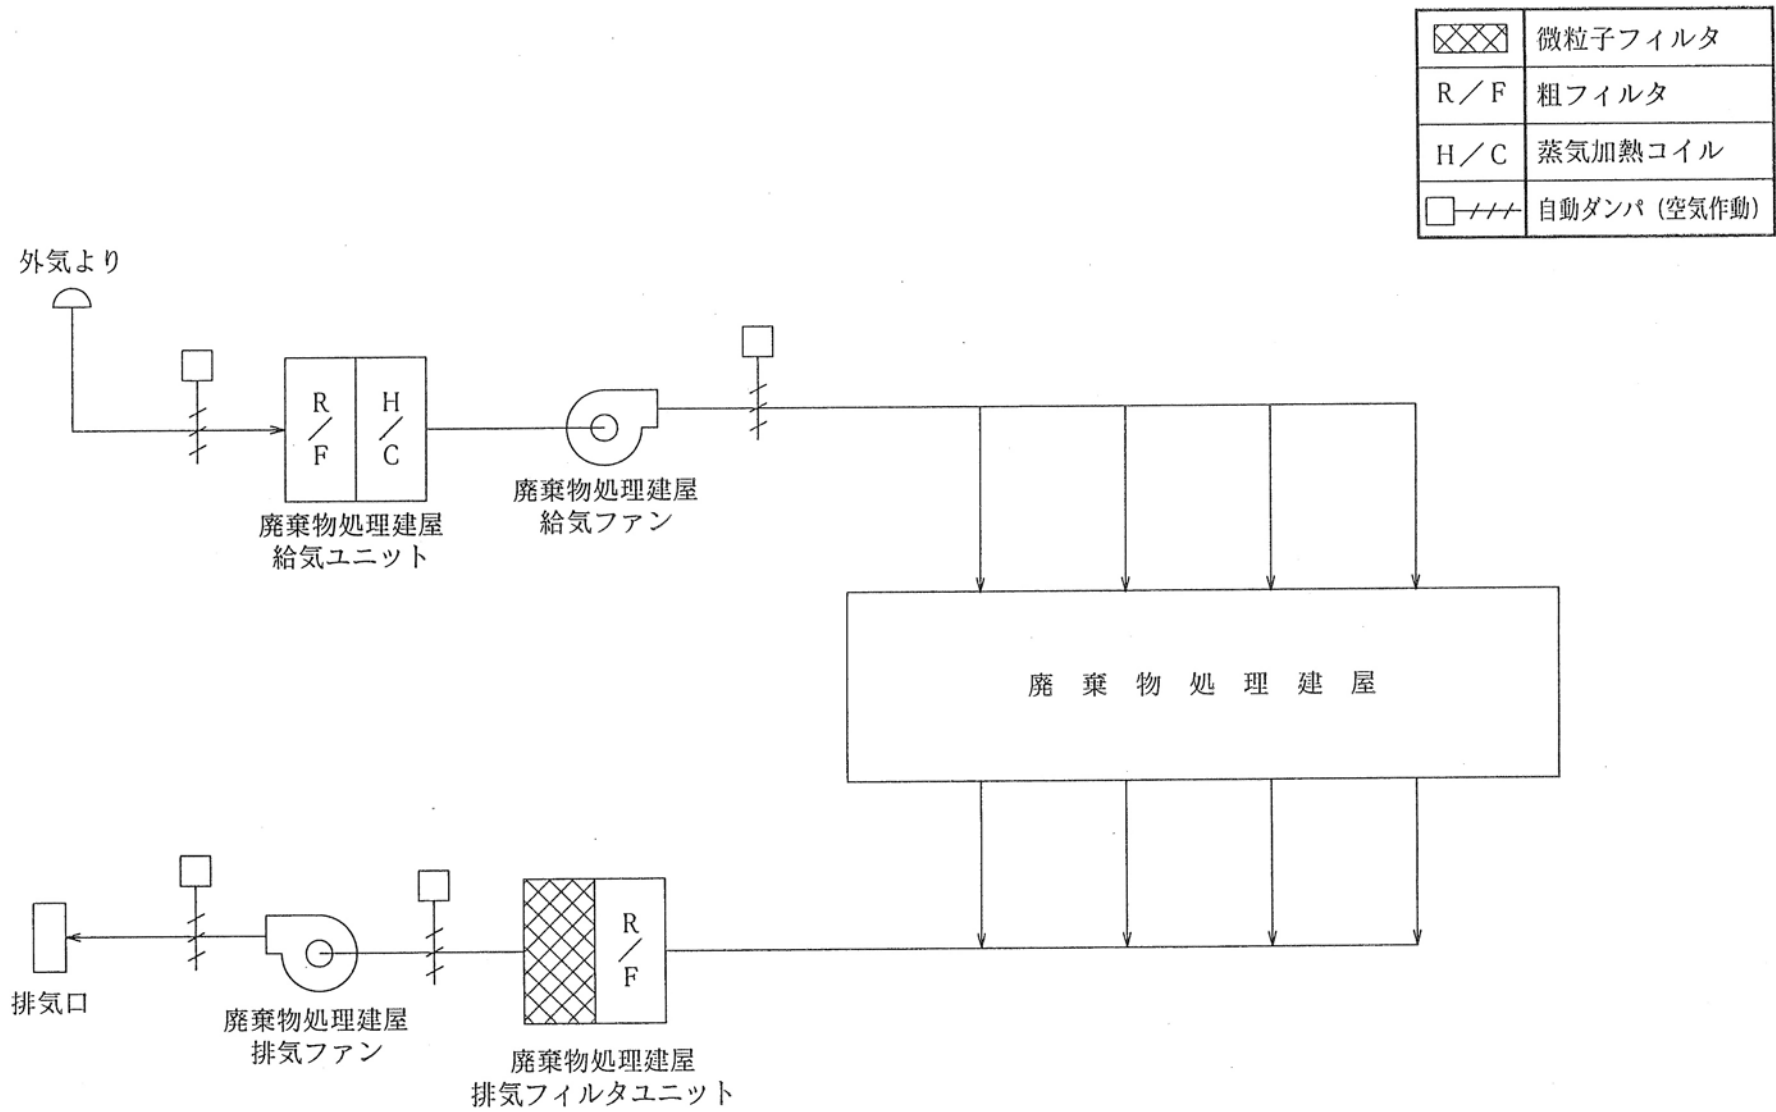 微粒子フィルタ
R／F 粗フィルタ
H／C 蒸気加熱コイル
自動ダンパ（空気作動）
外気より
R／F
H／C
廃棄物処理建屋
給気ユニット
廃棄物処理建屋
給気ファン
廃棄物処理建屋
R／F
排気口
廃棄物処理建屋
排気ファン
廃棄物処理建屋
排気フィルタユニット